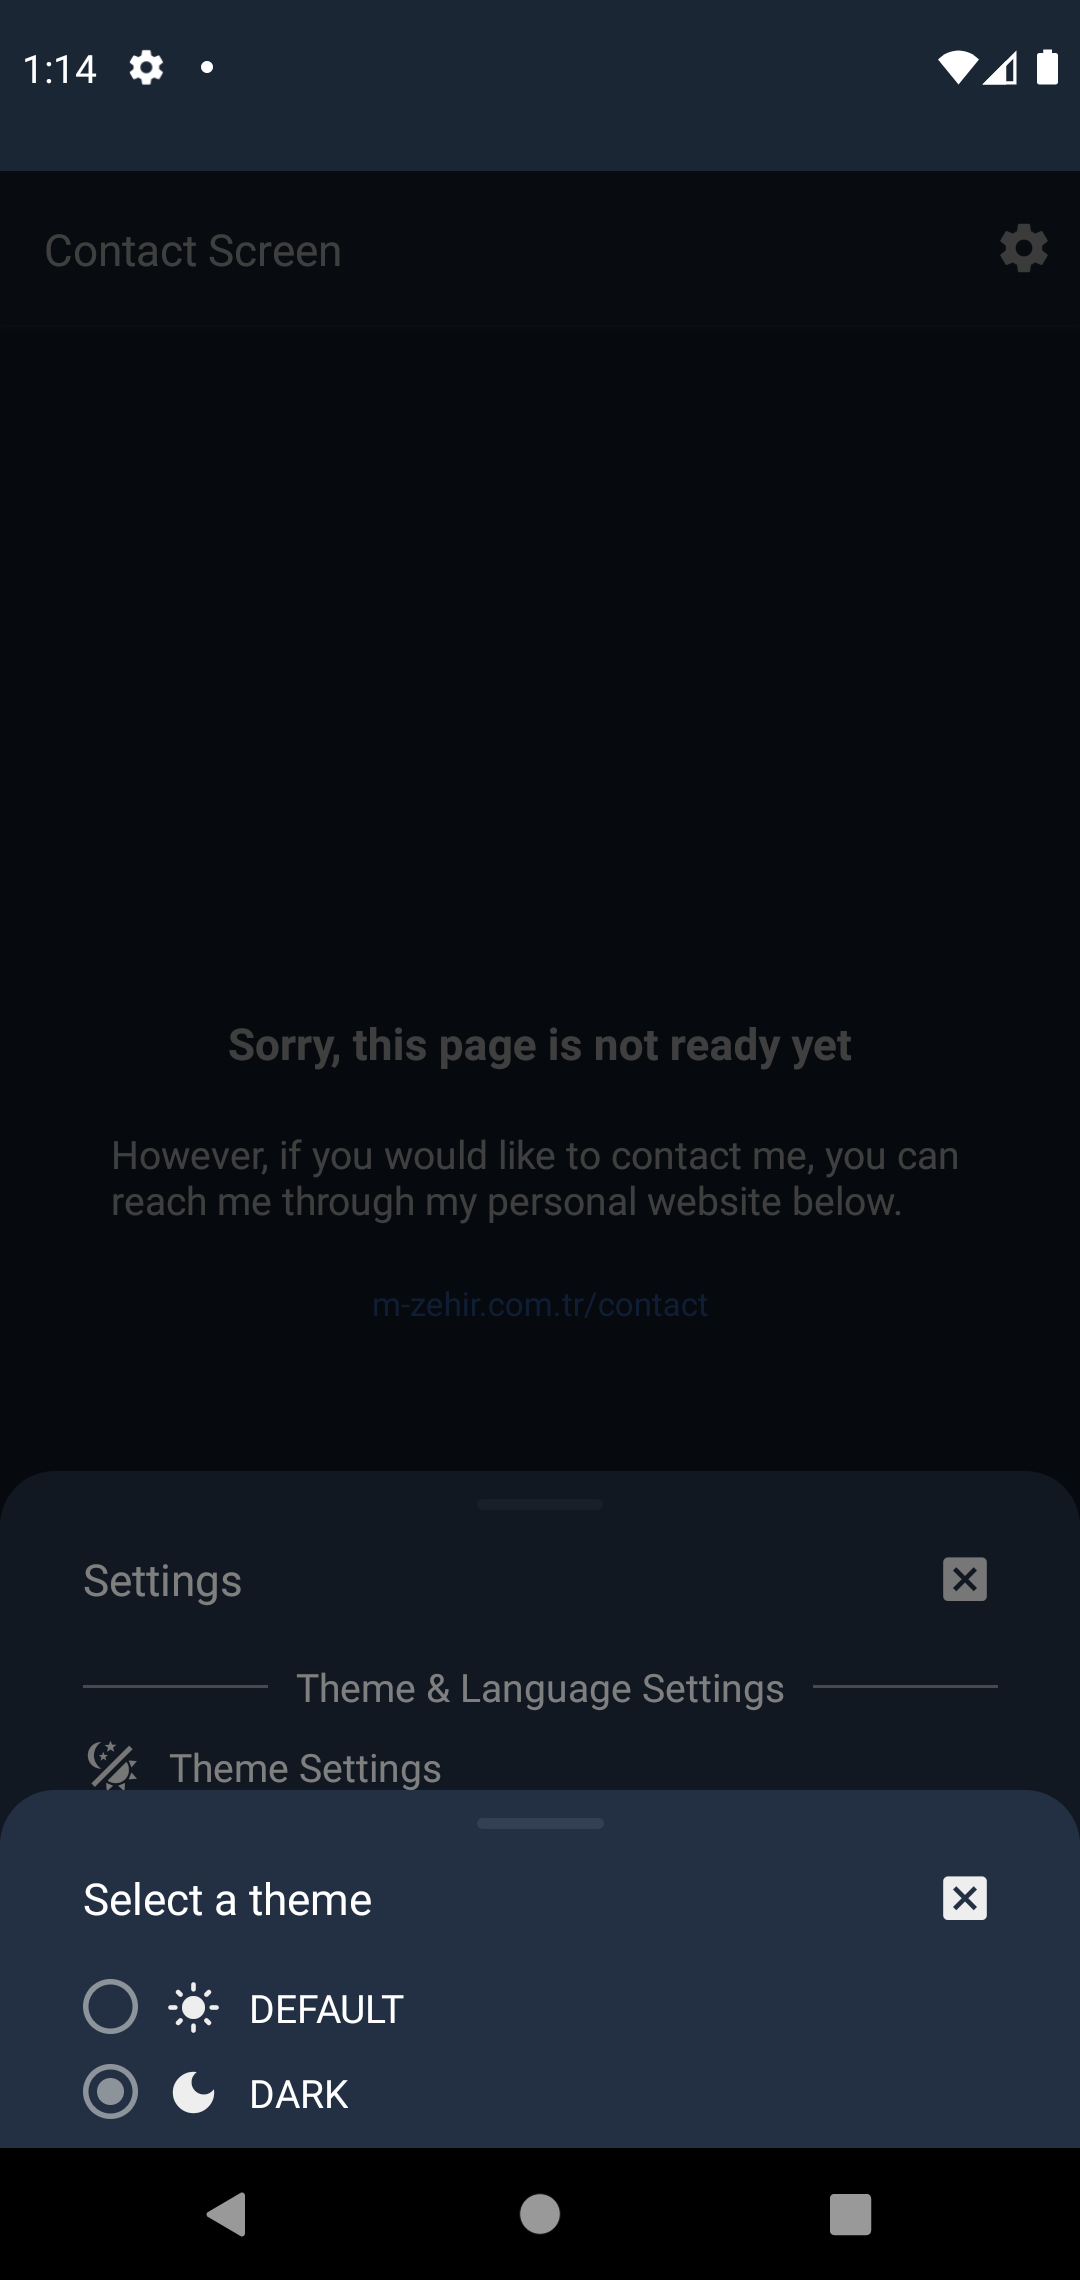 1:14
Contact Screen
Sorry, this page is not ready yet
However, if you would like to contact me, you can
reach me through my personal website below.
m-zehir.com.tr/contact
Settings
Theme & Language Settings
Theme Settings
Select a theme
DEFAULT
DARK